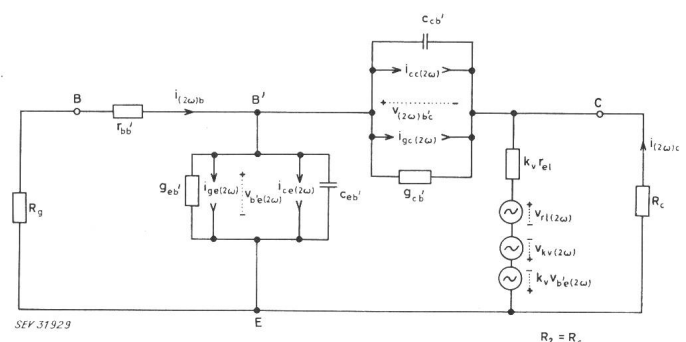 c_cb'
i_cc(2ω)
+ -
v_(2ω)b'c
i_gc(2ω)
g_cb'
B
i_(2ω)b
B'
r_bb'
C
i_(2ω)c
k_v r_el
g_eb'
i_ge(2ω)
+
v_b'e(2ω)
-
i_ce(2ω)
c_eb'
R_g
R_c
+
v_rl(2ω)
-
-
v_kv(2ω)
+
-
k_v v_b'e(2ω)
+
SEV 31929
E